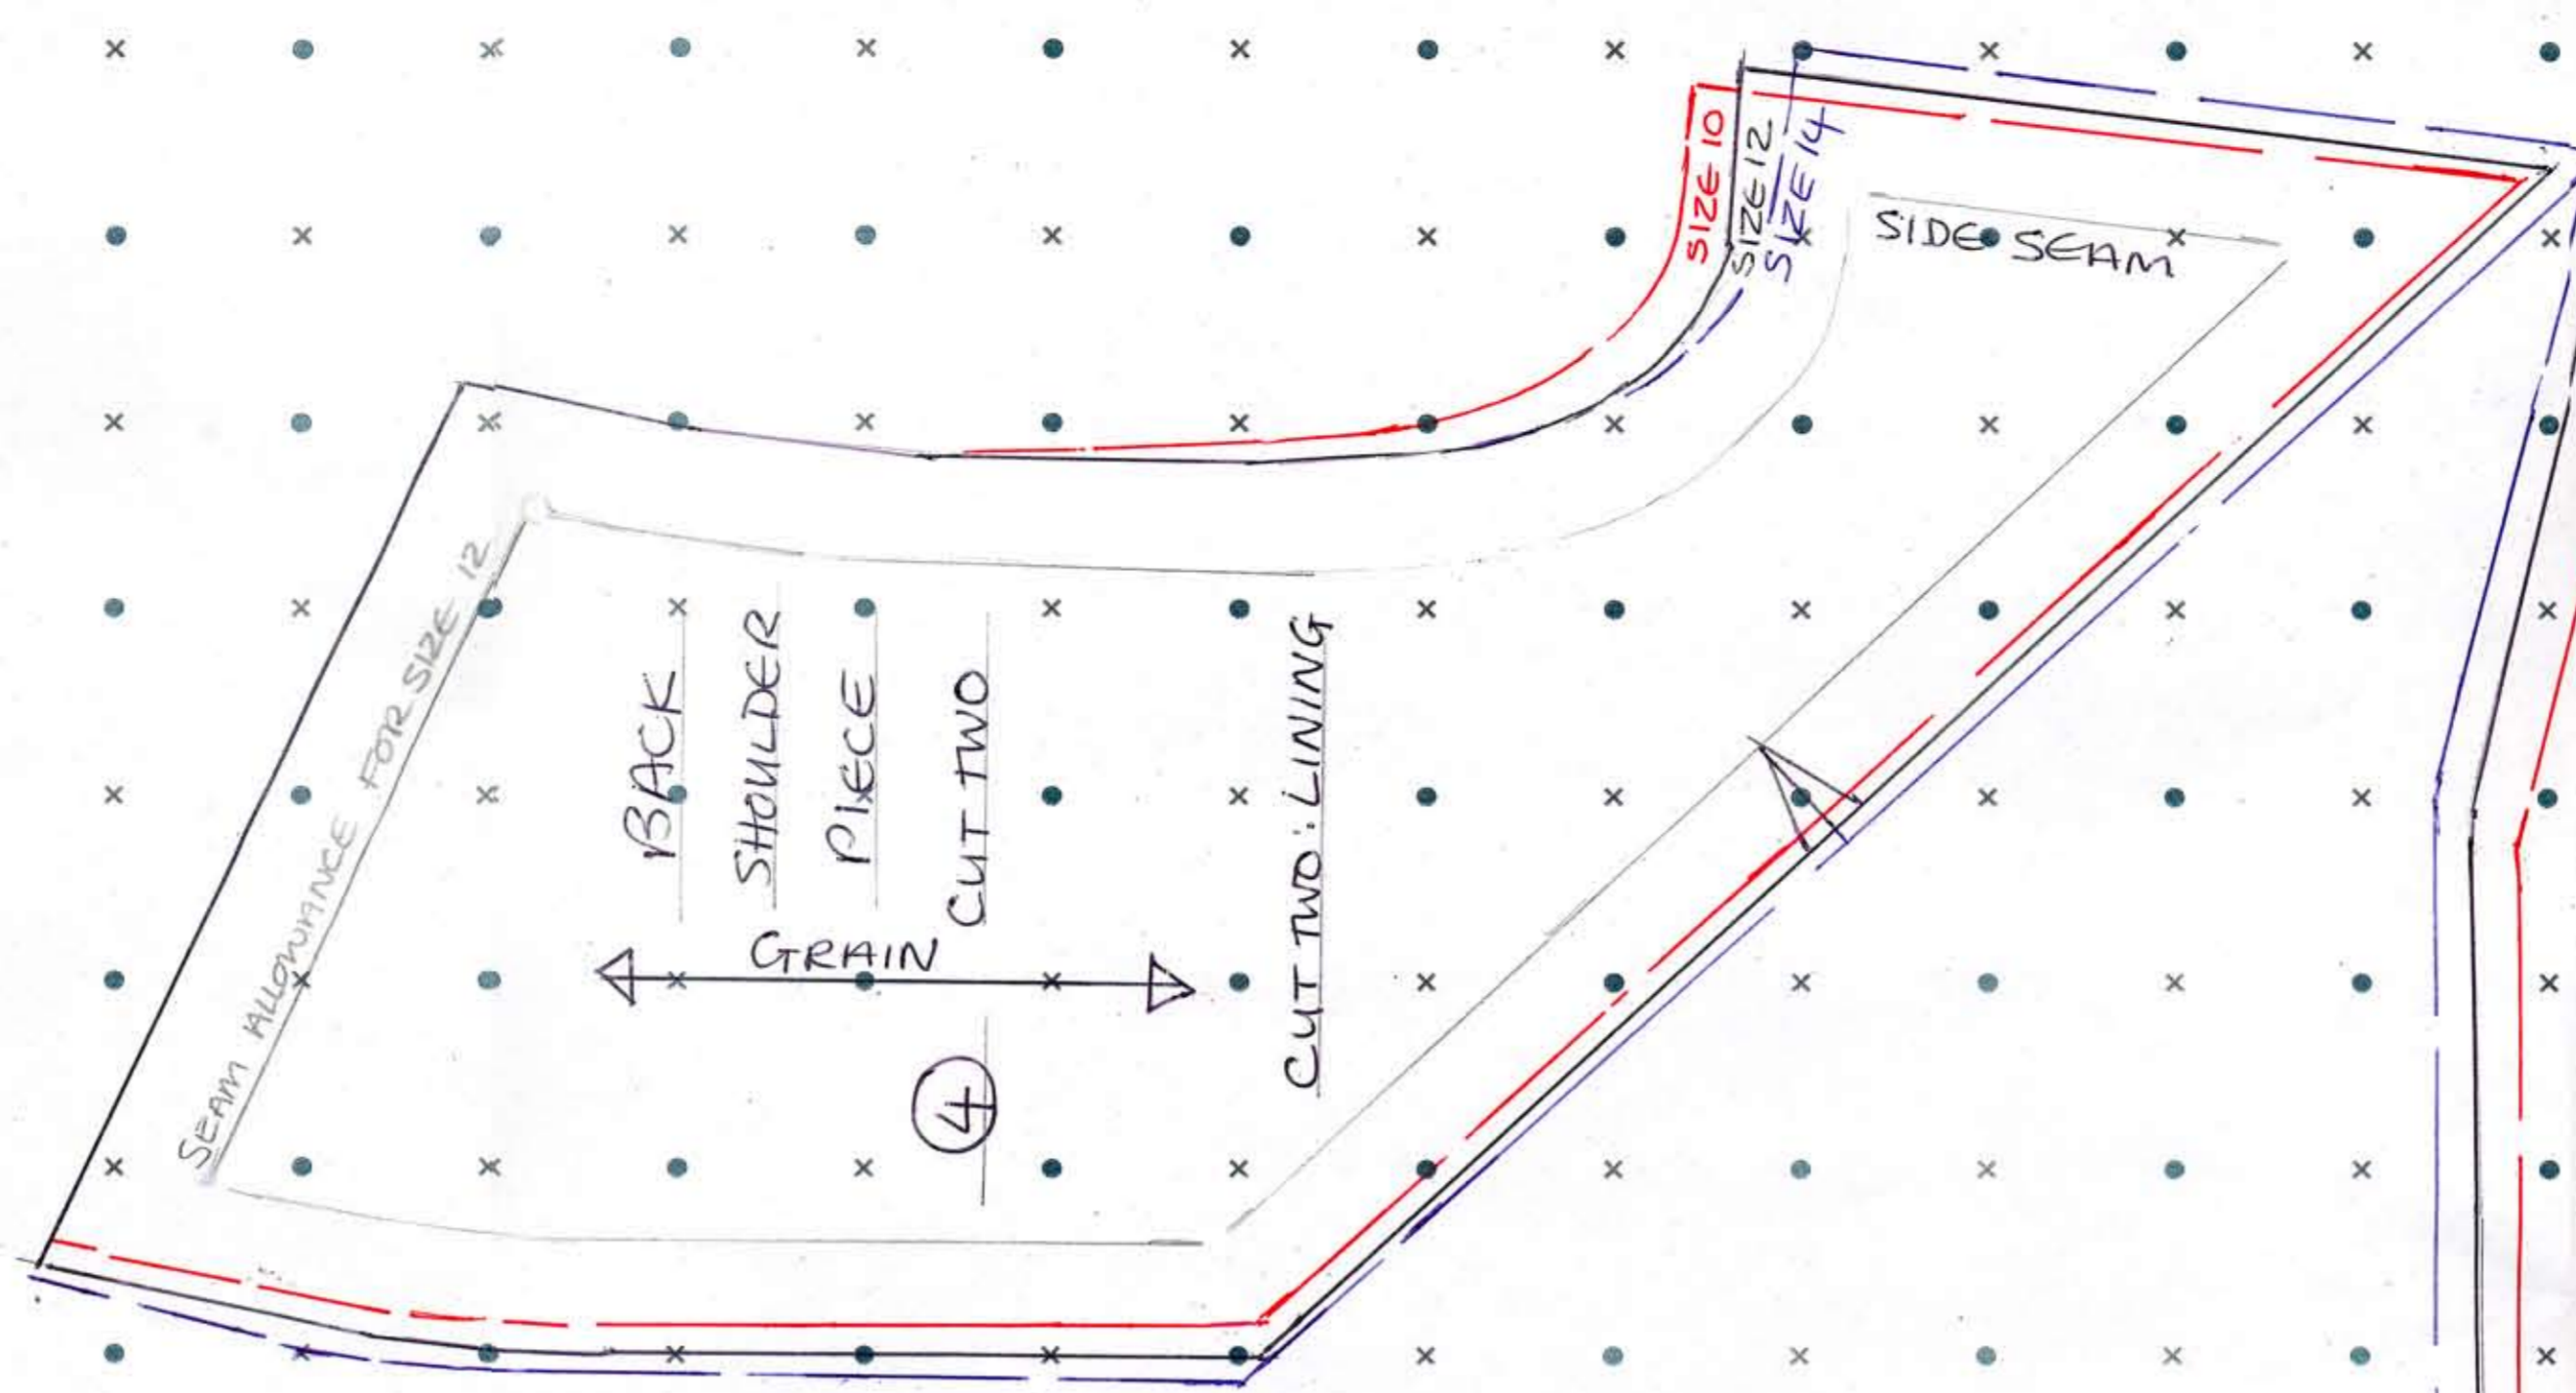 SIZE 10
SIZE 12
SIZE 14
SIDE SEAM
SEAM ALLOWANCE FOR SIZE 12
BACK
SHOULDER
PIECE
CUT TWO
CUT TWO: LINING
GRAIN
4